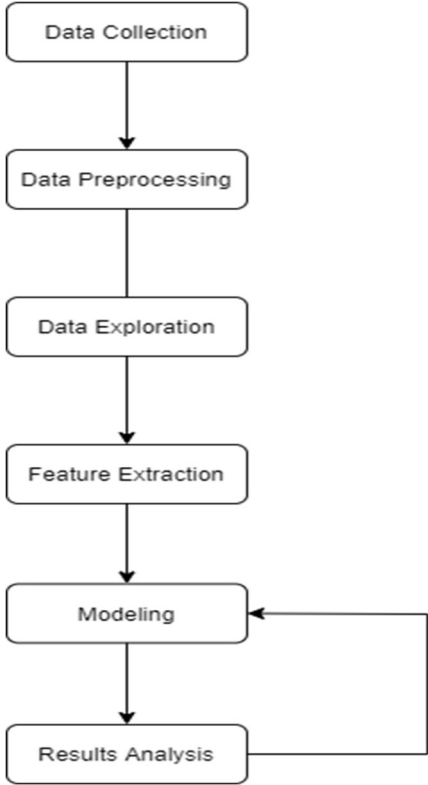 Data Collection
Data Preprocessing
Data Exploration
Feature Extraction
Modeling
Results Analysis